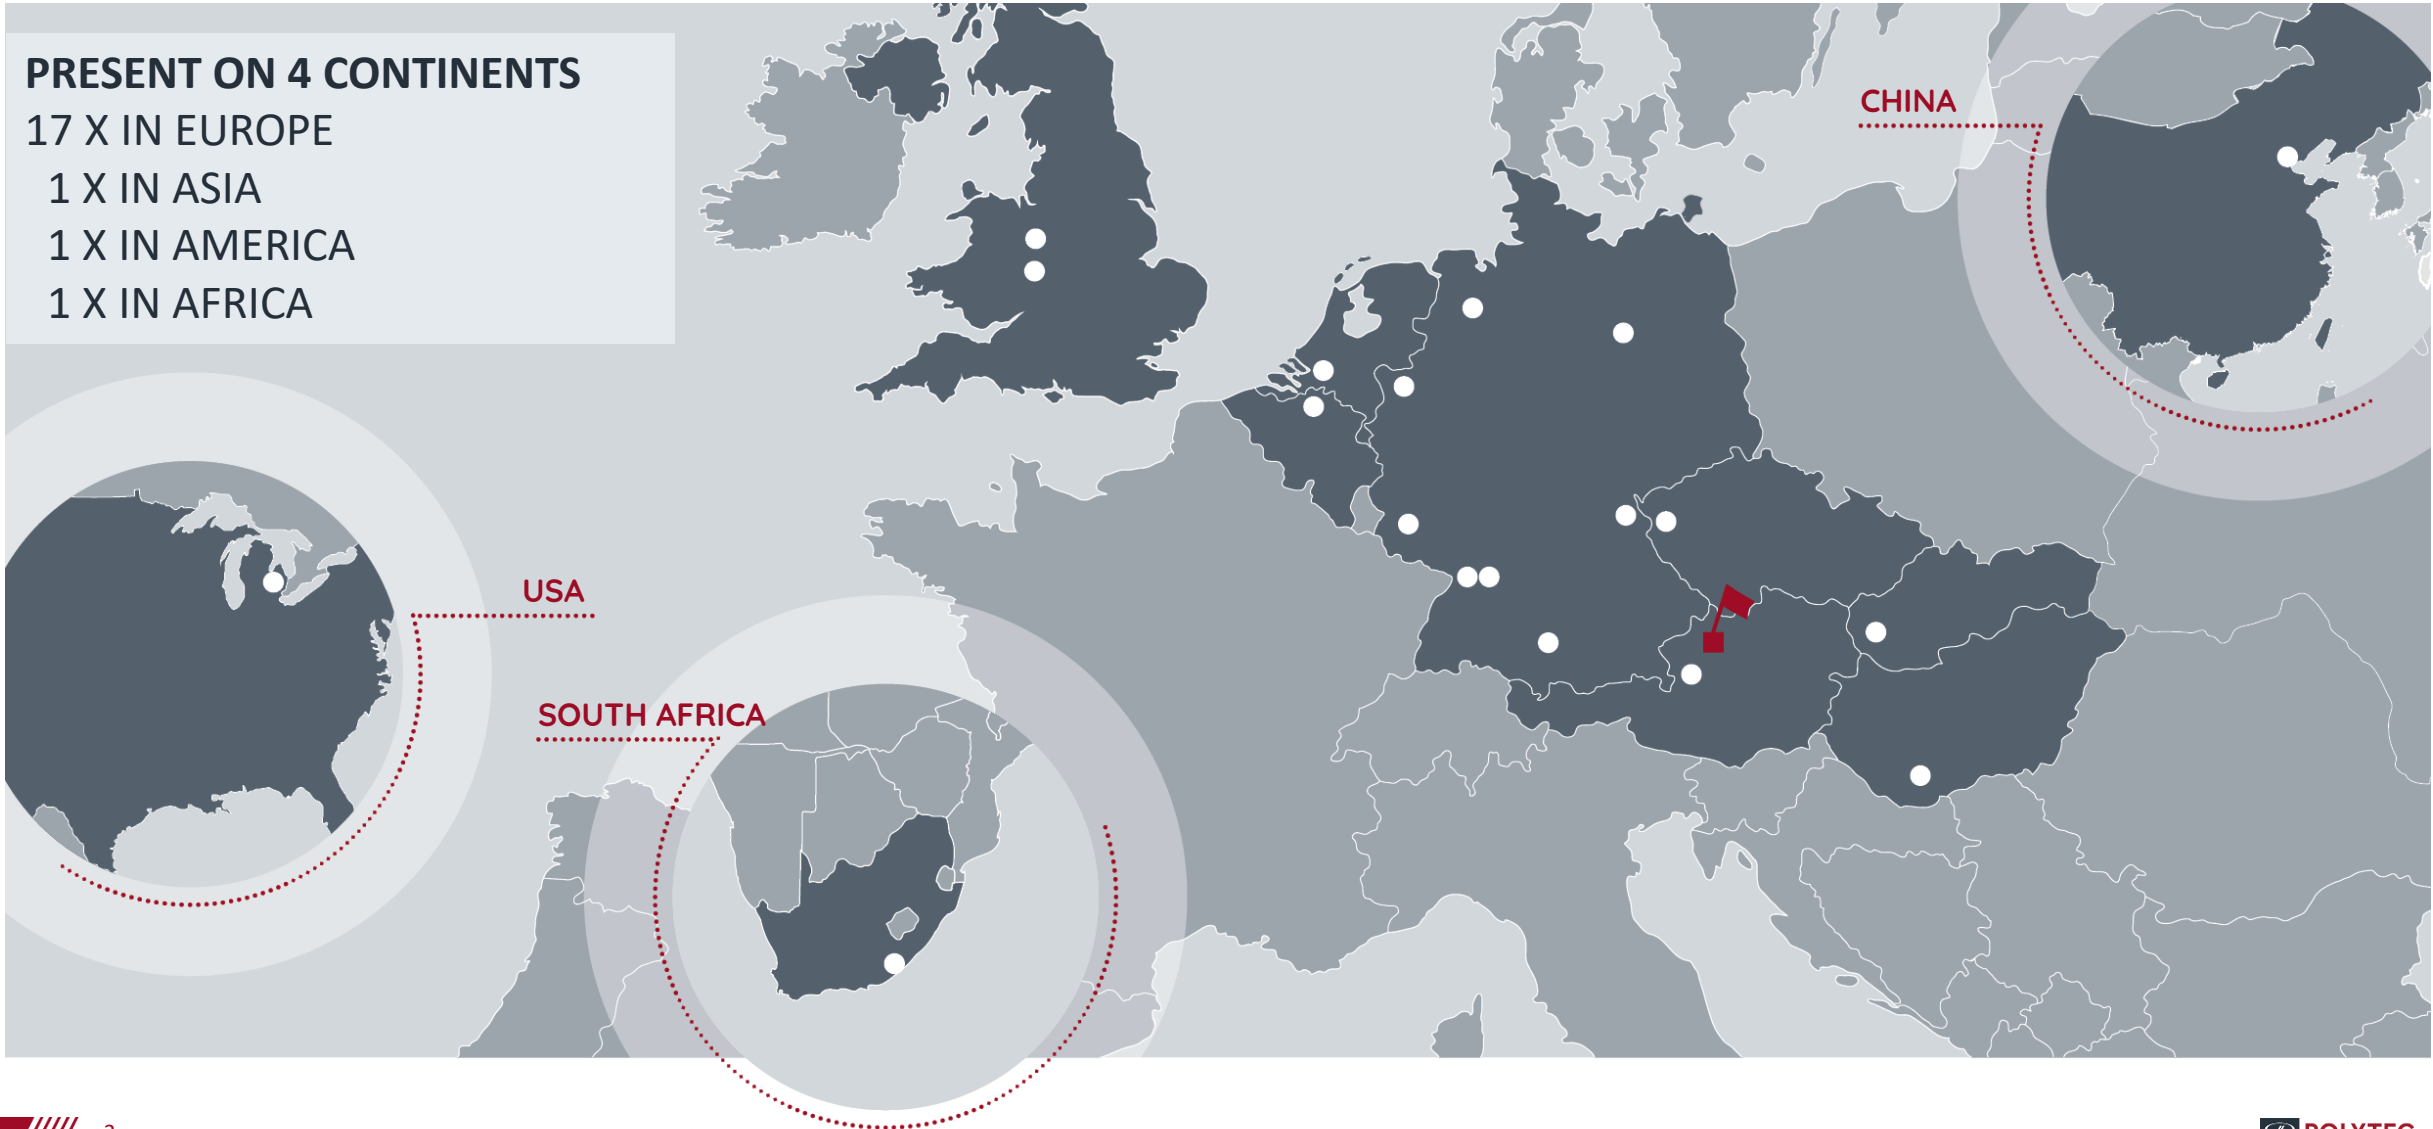 PRESENT ON 4 CONTINENTS
17 X IN EUROPE
1 X IN ASIA
1 X IN AMERICA
1 X IN AFRICA
CHINA
USA
SOUTH AFRICA
POLYTEC